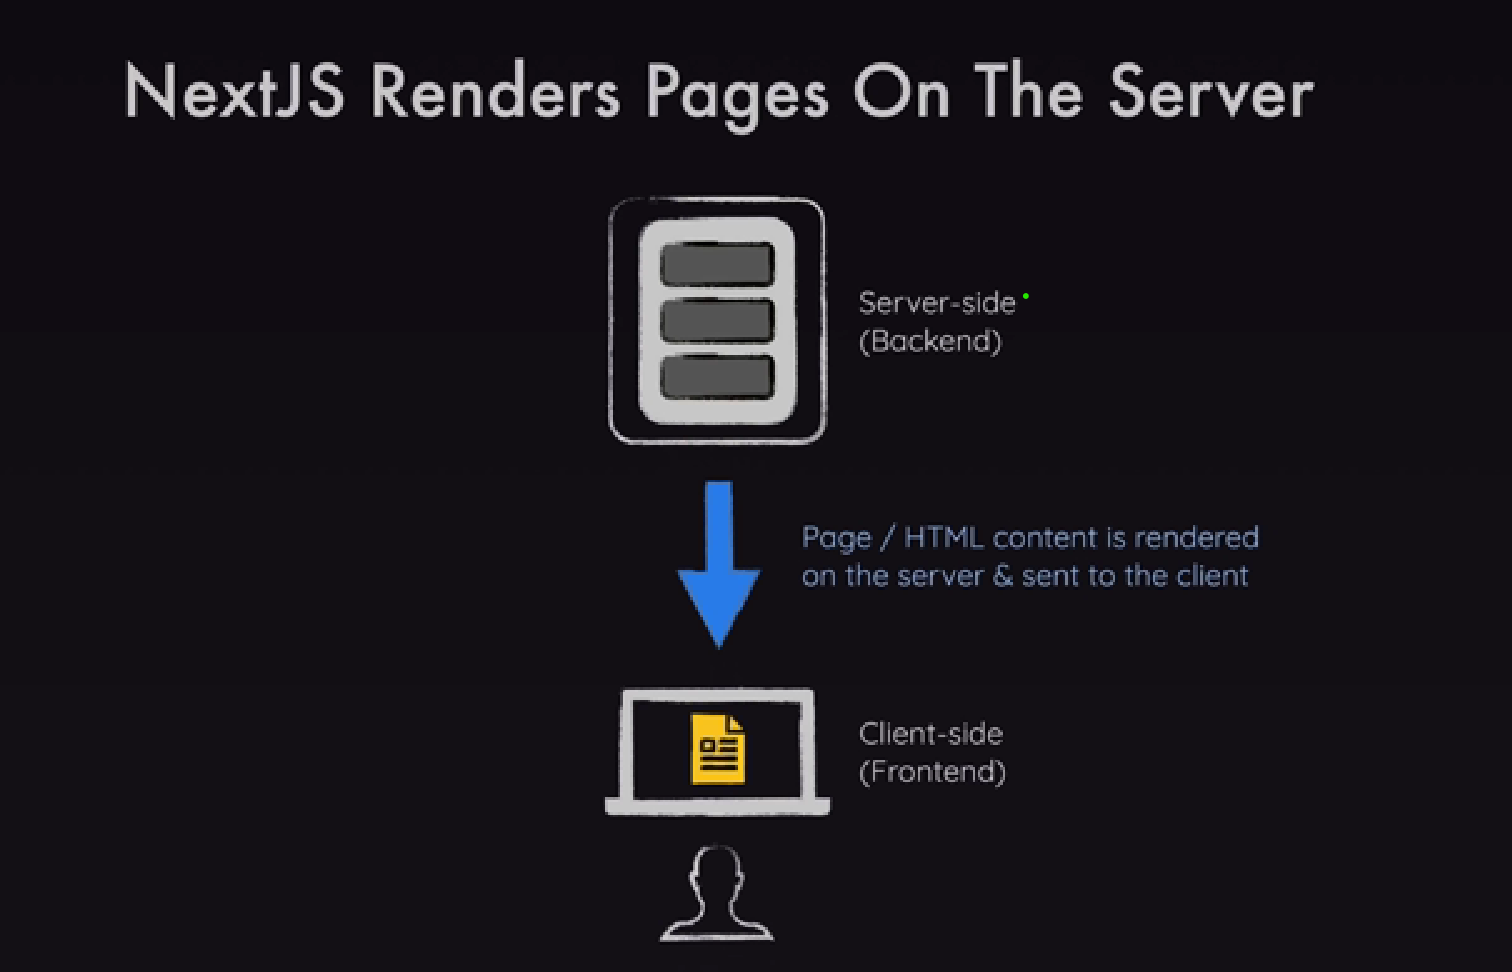 NextJS Renders Pages On The Server
Server-side
(Backend)
Page / HTML content is rendered
on the server & sent to the client
Client-side
(Frontend)